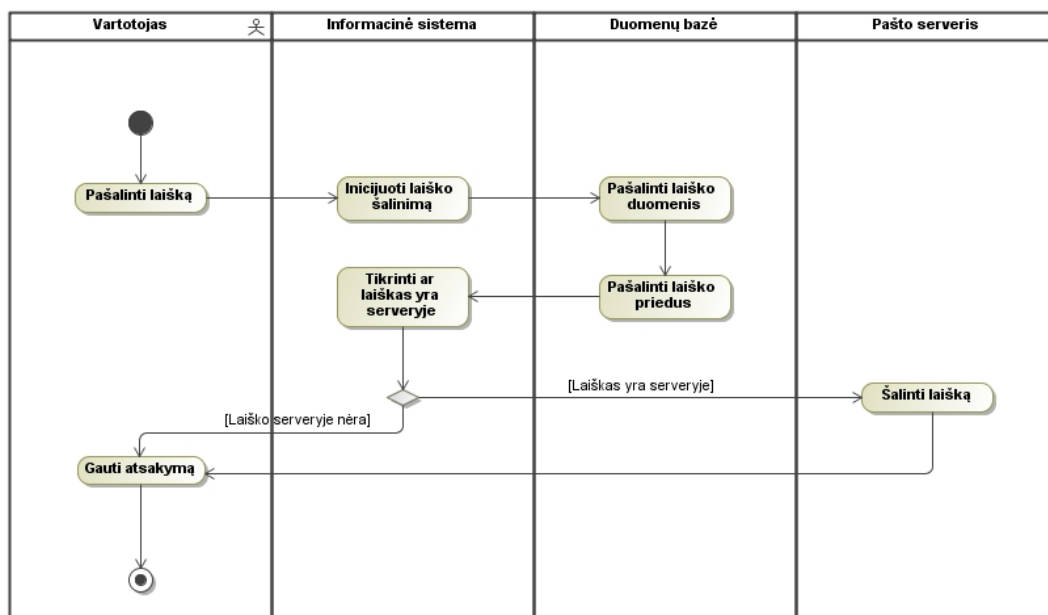 Vartotojas
Informacinė sistema
Duomenų bazė
Pašto serveris
Pašalinti laišką
Inicijuoti laiško
šalinimą
Pašalinti laiško
duomenis
Tikrinti ar
laiškas yra
serveryje
Pašalinti laiško
priedus
[Laiškas yra serveryje]
Šalinti laišką
[Laiško serveryje nėra]
Gauti atsakymą